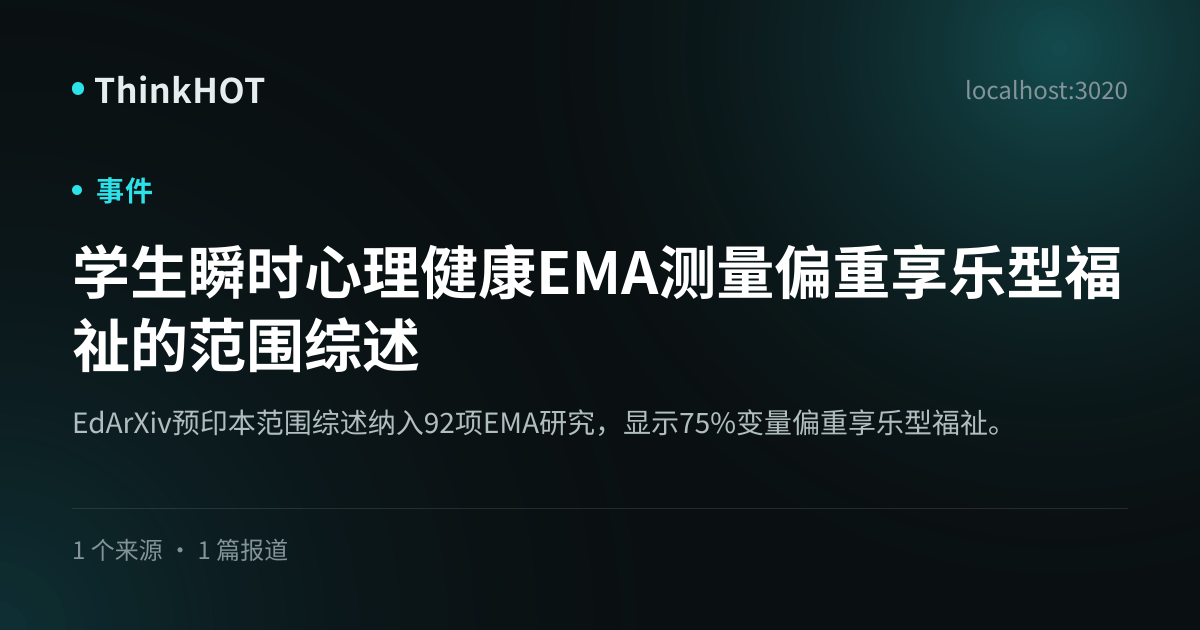 ThinkHOT
localhost:3020
事件
学生瞬时心理健康EMA测量偏重享乐型福
祉的范围综述
EdArXiv预印本范围综述纳入92项EMA研究，显示75%变量偏重享乐型福祉。
1 个来源 · 1 篇报道